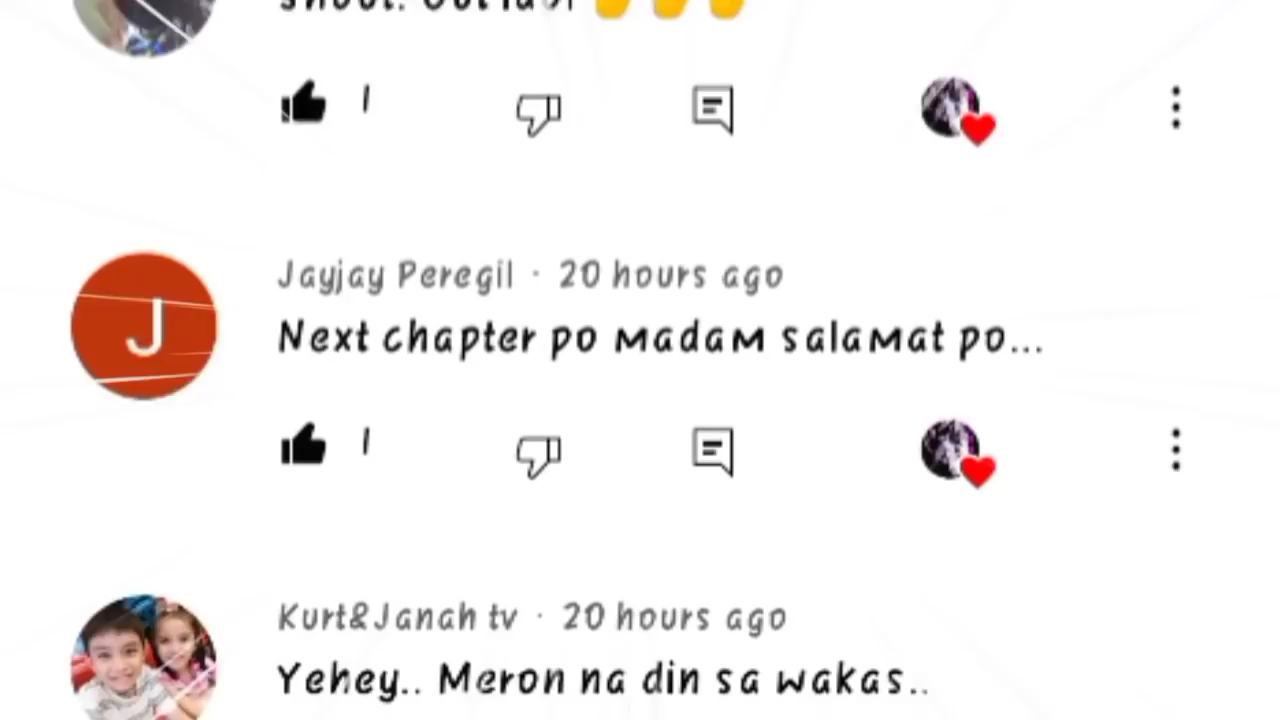 1
J
Jayjay Peregil · 20 hours ago
Next chapter po madam salamat po...
1
Kurt&Janah tv · 20 hours ago
Yehey.. Meron na din sa wakas..